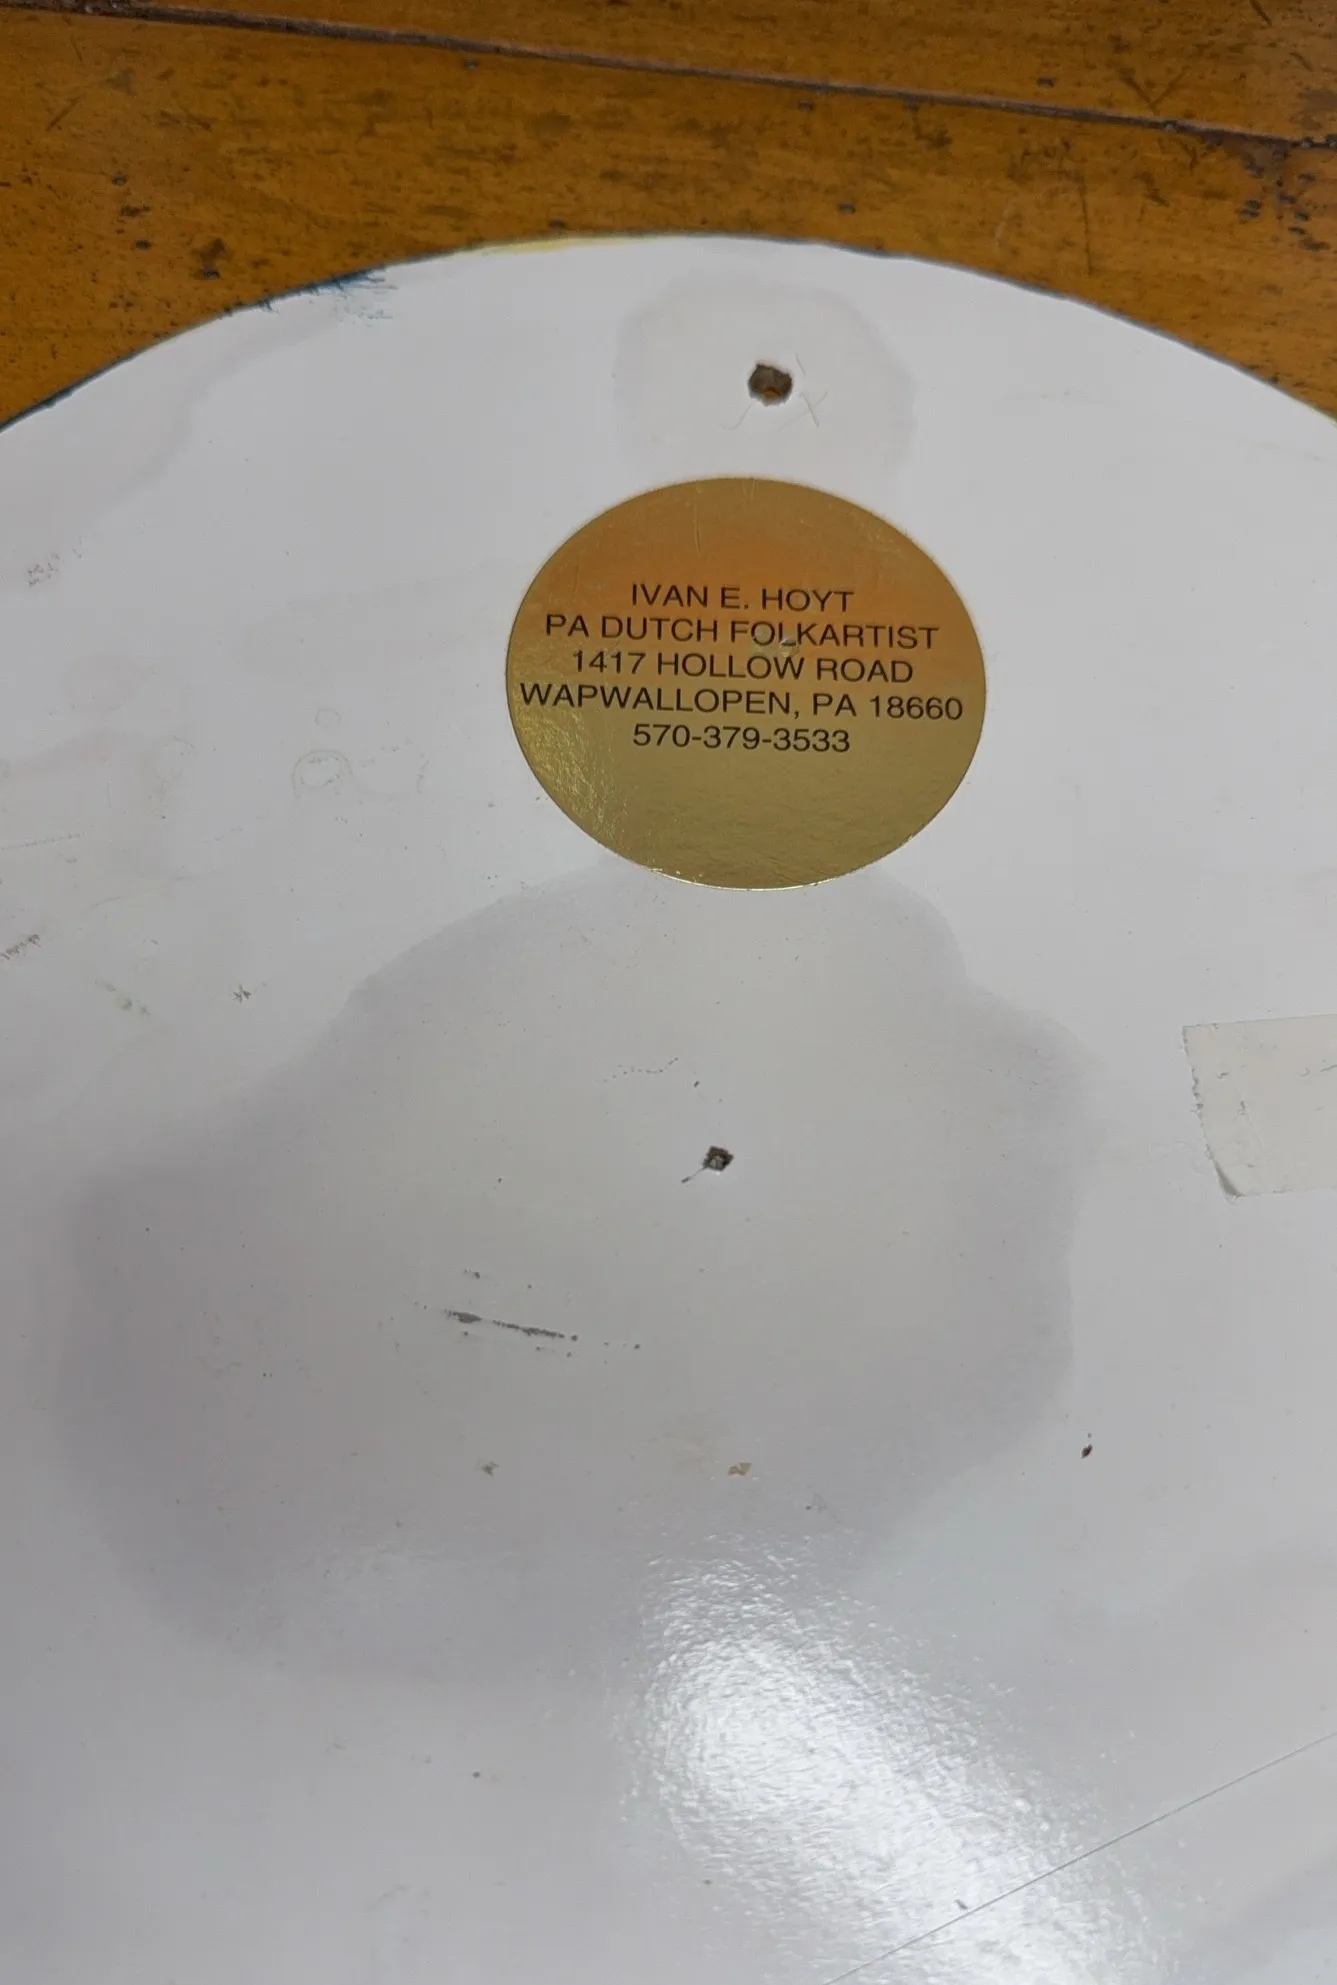 IVAN E. HOYT
PA DUTCH FOLKARTIST
1417 HOLLOW ROAD
WAPWALLOPEN, PA 18660
570-379-3533